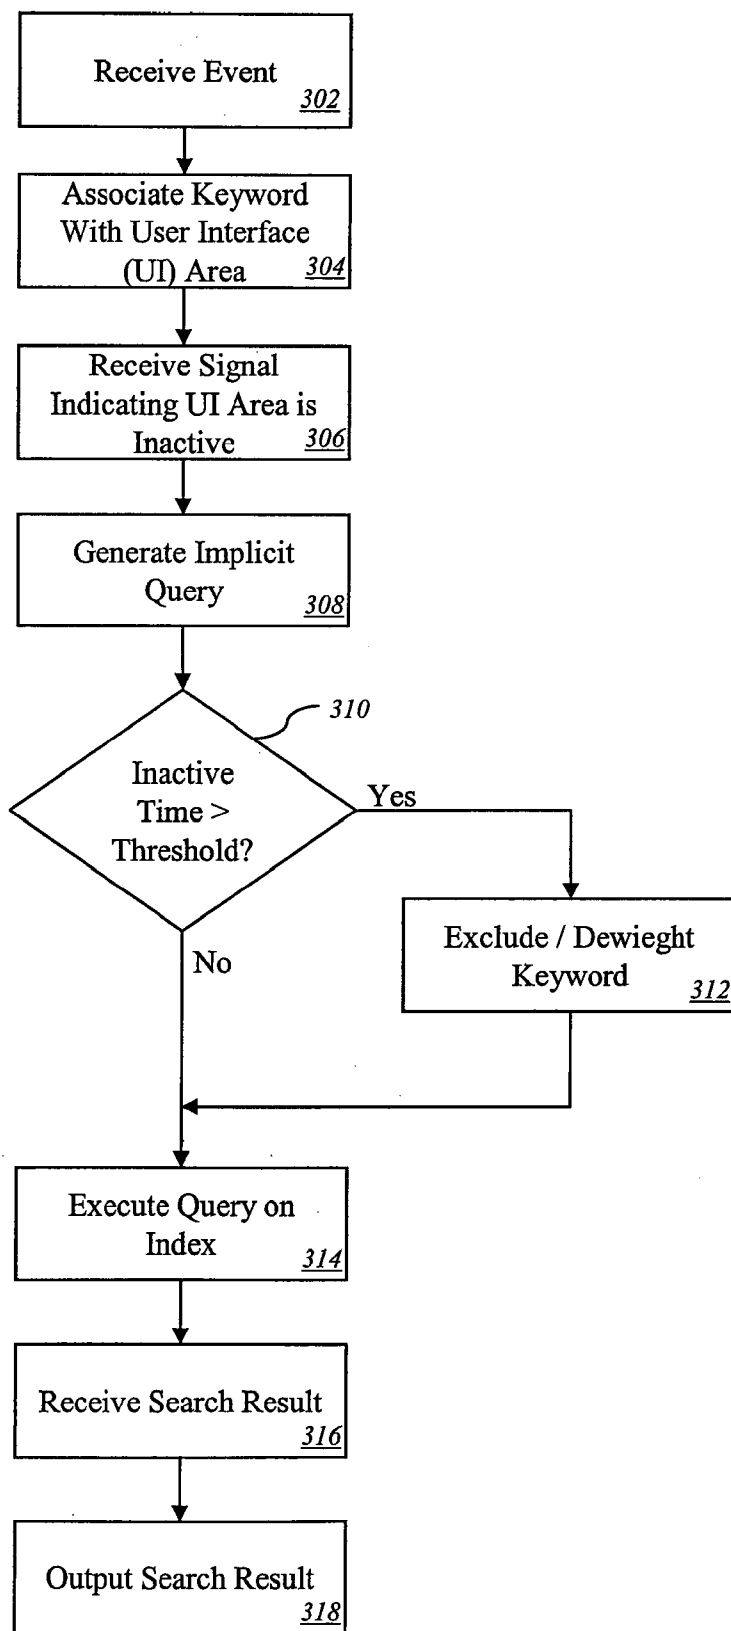 Receive Event
302
Associate Keyword
With User Interface
(UI) Area
304
Receive Signal
Indicating UI Area is
Inactive
306
Generate Implicit
Query
308
310
Inactive
Time >
Threshold?
Yes
No
Exclude / Dewieght
Keyword
312
Execute Query on
Index
314
Receive Search Result
316
Output Search Result
318